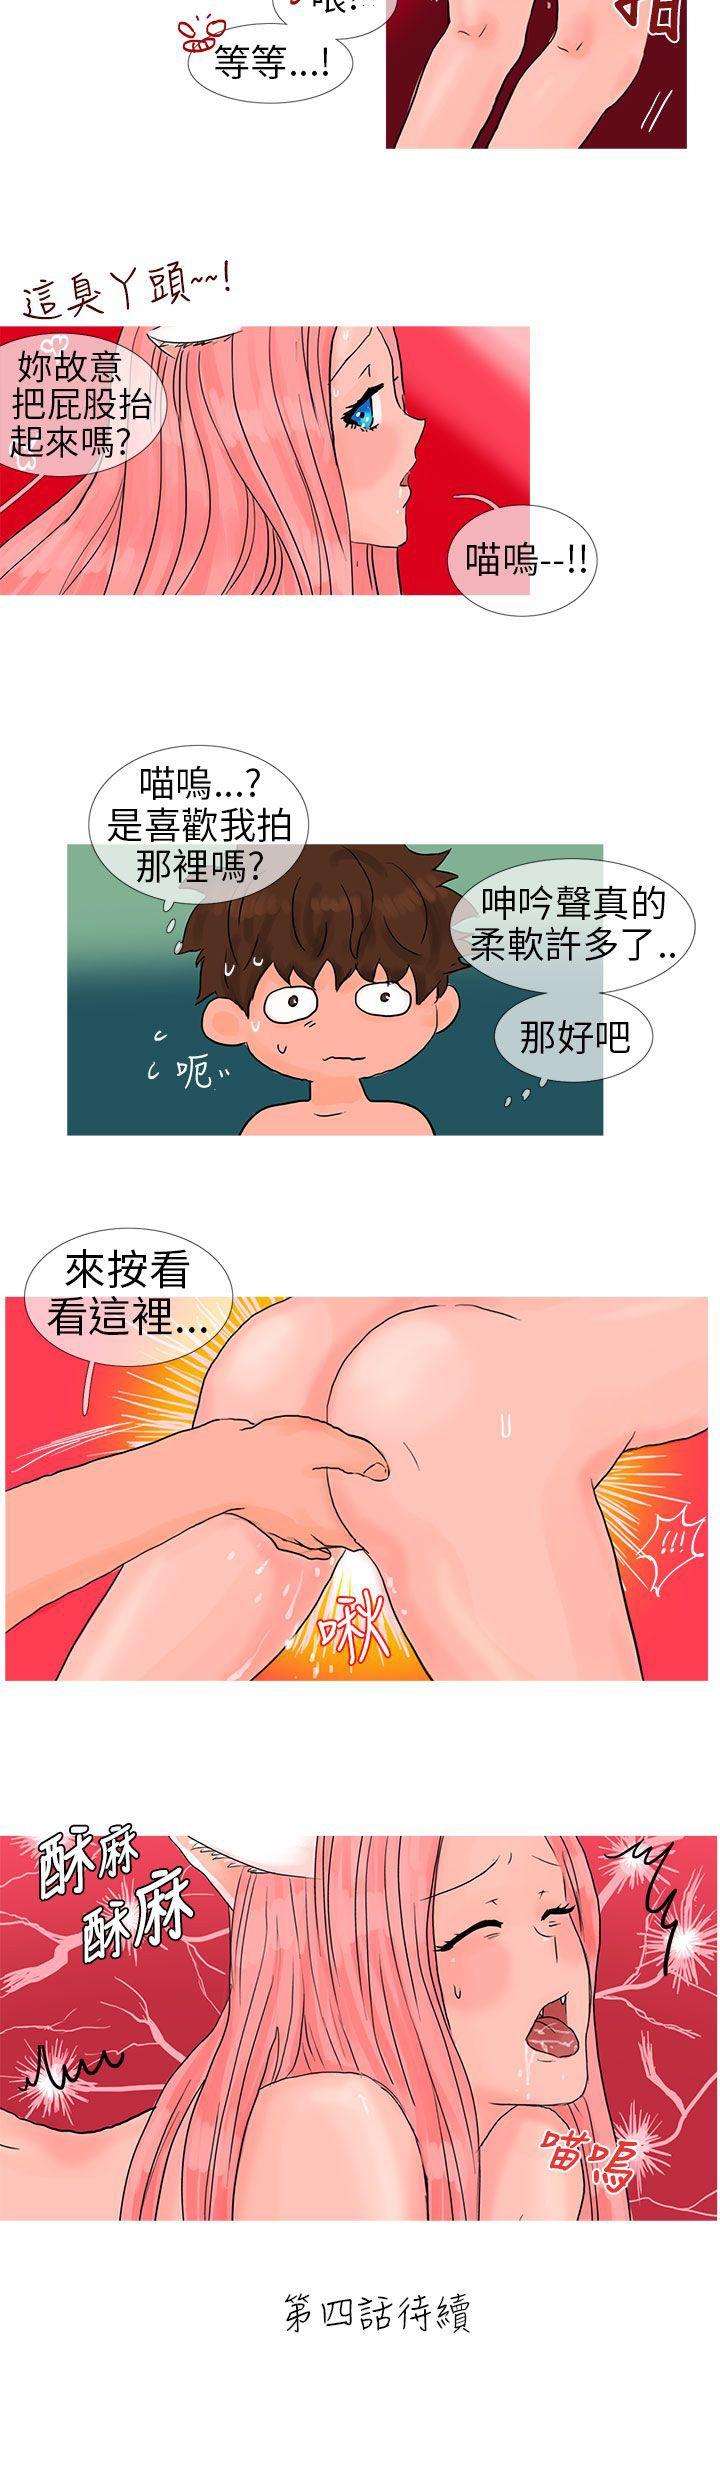 哏!
等等...!
拍
這臭丫頭~~!
妳故意
把屁股抬
起來嗎?
喵嗚--!!
喵嗚...?
是喜歡我拍
那裡嗎?
呻吟聲真的
柔軟許多了..
那好吧
呃..
來按看
看這裡...
!!!
啾
酥麻
酥麻
喵嗚
第四話待續